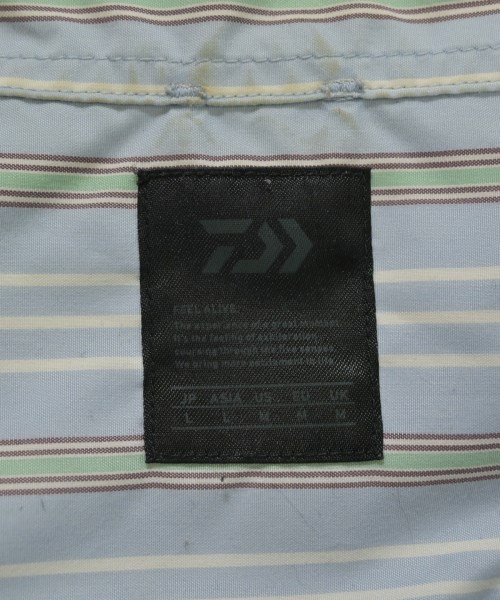 FEEL ALIVE.
The experience of a great moment.
It's the feeling of exhilaration
coursing through the five senses.
We bring more excitement to life.
JP ASIA US EU UK
L L M M M